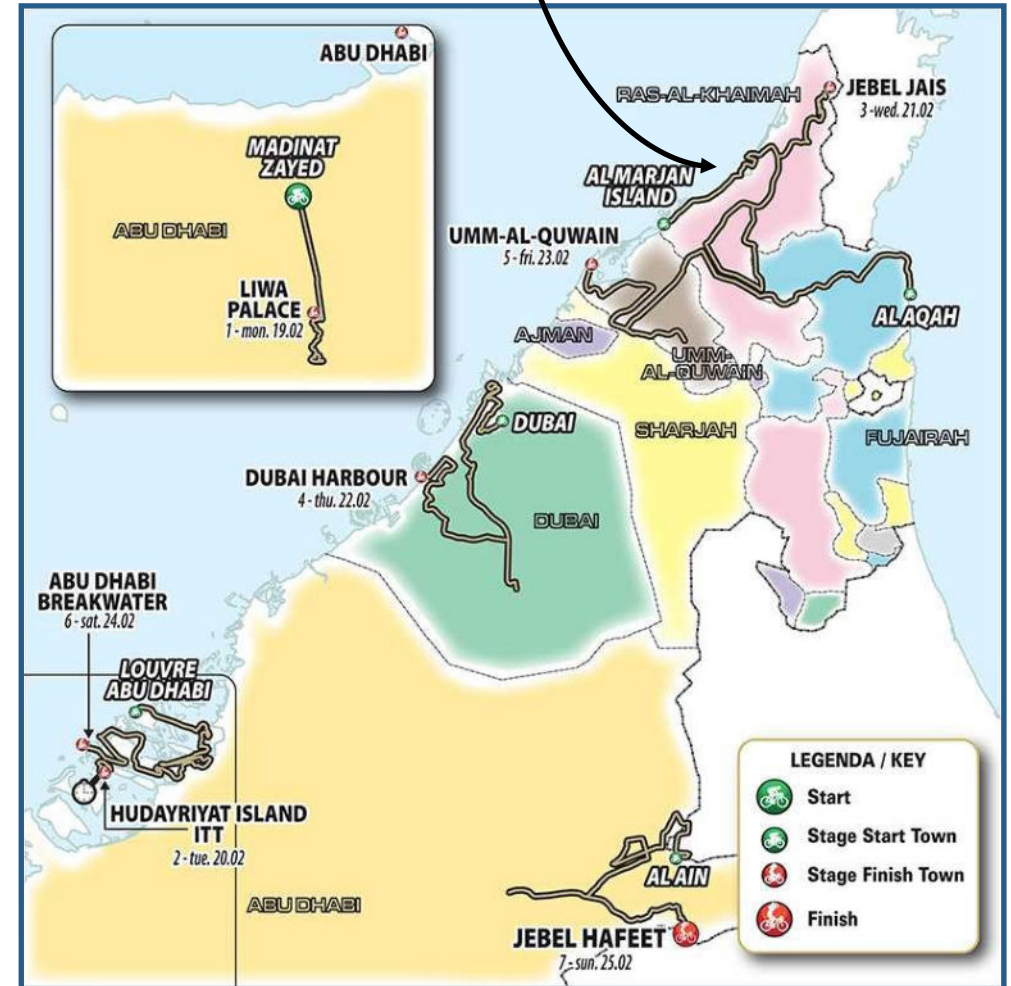 ABU DHABI
MADINAT
ZAYED
ABU DHABI
LIWA
PALACE
1 - mon. 19.02
RAS-AL-KHAIMAH
JEBEL JAIS
3 - wed. 21.02
AL MARJAN
ISLAND
UMM-AL-QUWAIN
5 - fri. 23.02
AL AQAH
AJMAN
UMM-
AL-QUWAIN
DUBAI
SHARJAH
FUJAIRAH
DUBAI HARBOUR
4 - thu. 22.02
DUBAI
ABU DHABI
BREAKWATER
6 - sat. 24.02
LOUVRE
ABU DHABI
HUDAYRIYAT ISLAND
ITT
2 - tue. 20.02
ABU DHABI
AL AIN
JEBEL HAFEET
7 - sun. 25.02
LEGENDA / KEY
Start
Stage Start Town
Stage Finish Town
Finish